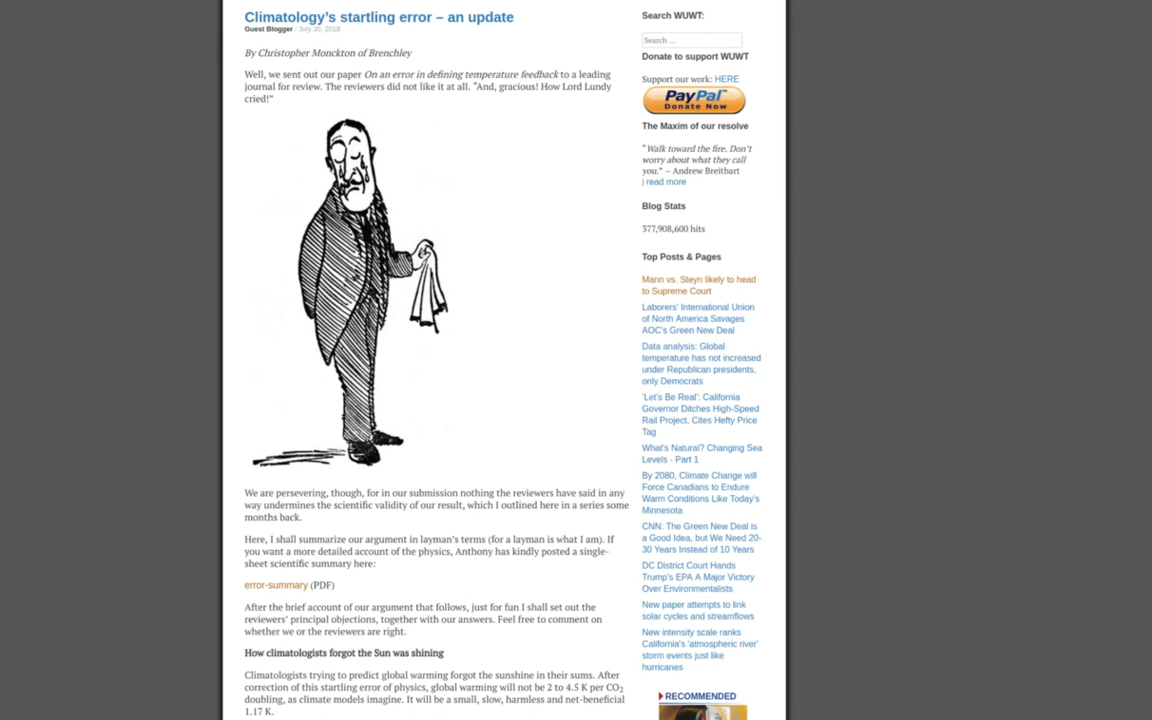 Climatology's startling error – an update
Guest Blogger / July 30, 2018
By Christopher Monckton of Brenchley
Well, we sent out our paper On an error in defining temperature feedback to a leading
journal for review. The reviewers did not like it at all. "And, gracious! How Lord Lundy
cried!"
We are persevering, though, for in our submission nothing the reviewers have said in any
way undermines the scientific validity of our result, which I outlined here in a series some
months back.
Here, I shall summarize our argument in layman's terms (for a layman is what I am). If
you want a more detailed account of the physics, Anthony has kindly posted a single-
sheet scientific summary here:
error-summary (PDF)
After the brief account of our argument that follows, just for fun I shall set out the
reviewers' principal objections, together with our answers. Feel free to comment on
whether we or the reviewers are right.
How climatologists forgot the Sun was shining
Climatologists trying to predict global warming forgot the sunshine in their sums. After
correction of this startling error of physics, global warming will not be 2 to 4.5 K per CO₂
doubling, as climate models imagine. It will be a small, slow, harmless and net-beneficial
1.17 K.
Search WUWT:
Search ...
Donate to support WUWT
Support our work: HERE
PayPal™
Donate Now
The Maxim of our resolve
"Walk toward the fire. Don't
worry about what they call
you." – Andrew Breitbart
| read more
Blog Stats
377,908,600 hits
Top Posts & Pages
Mann vs. Steyn likely to head
to Supreme Court
Laborers' International Union
of North America Savages
AOC's Green New Deal
Data analysis: Global
temperature has not increased
under Republican presidents,
only Democrats
'Let's Be Real': California
Governor Ditches High-Speed
Rail Project, Cites Hefty Price
Tag
What's Natural? Changing Sea
Levels - Part 1
By 2080, Climate Change will
Force Canadians to Endure
Warm Conditions Like Today's
Minnesota
CNN: The Green New Deal is
a Good Idea, but We Need 20-
30 Years Instead of 10 Years
DC District Court Hands
Trump's EPA A Major Victory
Over Environmentalists
New paper attempts to link
solar cycles and streamflows
New intensity scale ranks
California's 'atmospheric river'
storm events just like
hurricanes
RECOMMENDED